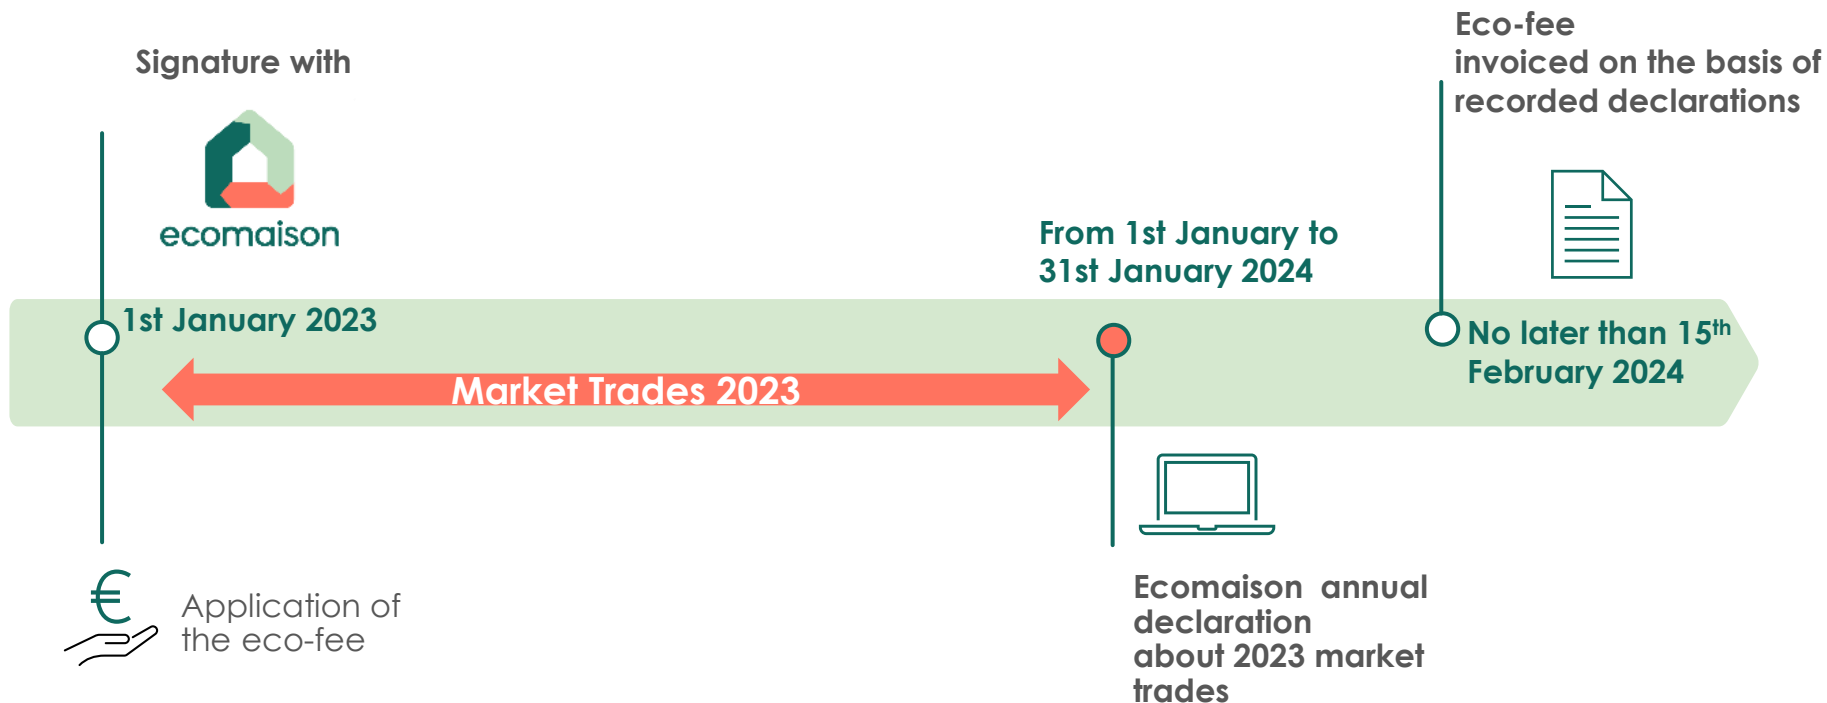 Signature with
ecomaison
1st January 2023
Market Trades 2023
€
Application of
the eco-fee
From 1st January to
31st January 2024
Ecomaison annual
declaration
about 2023 market
trades
Eco-fee
invoiced on the basis of
recorded declarations
No later than 15th
February 2024